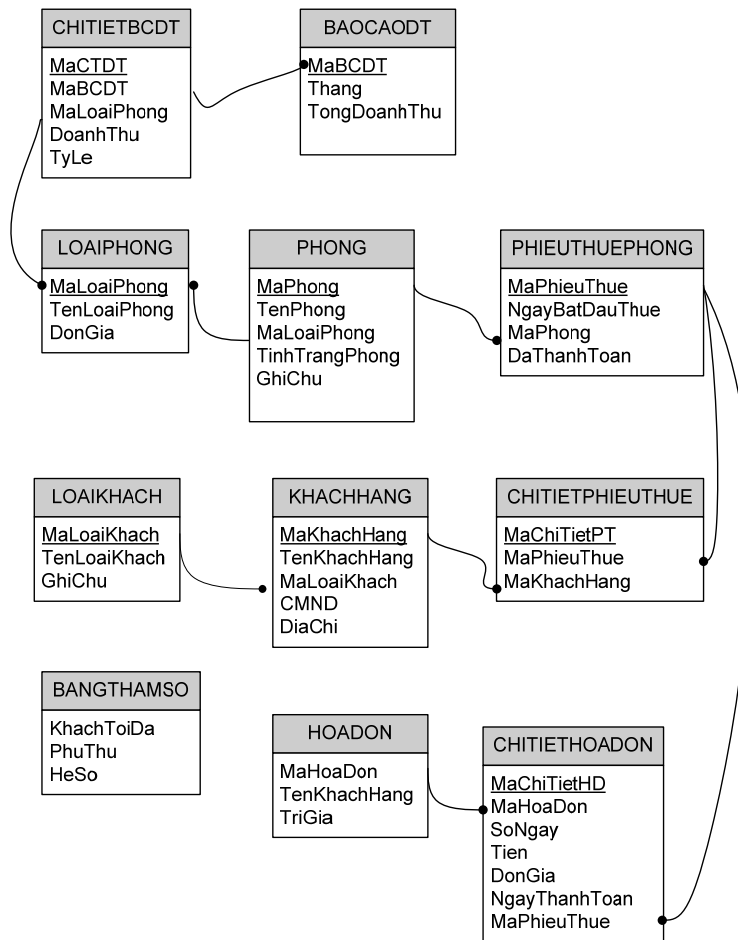 CHITIETBCDT
MaCTDT
MaBCDT
MaLoaiPhong
DoanhThu
TyLe
BAOCAODT
MaBCDT
Thang
TongDoanhThu
LOAIPHONG
MaLoaiPhong
TenLoaiPhong
DonGia
PHONG
MaPhong
TenPhong
MaLoaiPhong
TinhTrangPhong
GhiChu
PHIEUTHUEPHONG
MaPhieuThue
NgayBatDauThue
MaPhong
DaThanhToan
LOAIKHACH
MaLoaiKhach
TenLoaiKhach
GhiChu
KHACHHANG
MaKhachHang
TenKhachHang
MaLoaiKhach
CMND
DiaChi
CHITIETPHIEUTHUE
MaChiTietPT
MaPhieuThue
MaKhachHang
BANGTHAMSO
KhachToiDa
PhuThu
HeSo
HOADON
MaHoaDon
TenKhachHang
TriGia
CHITIETHOADON
MaChiTietHD
MaHoaDon
SoNgay
Tien
DonGia
NgayThanhToan
MaPhieuThue